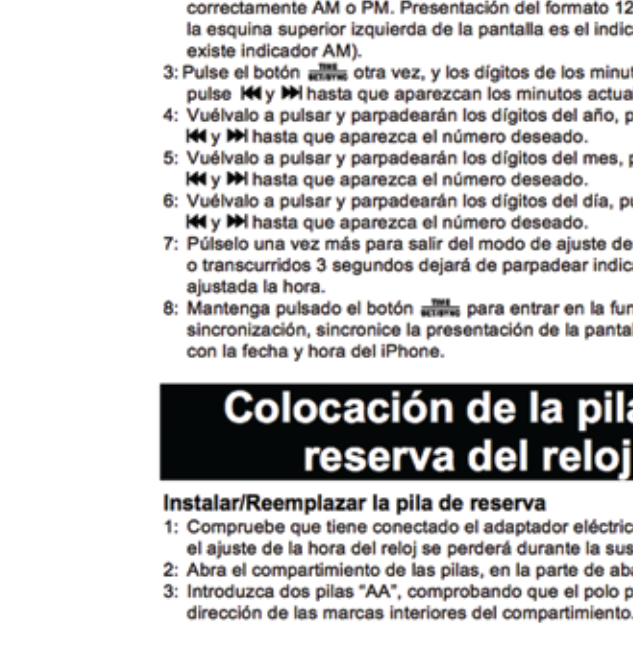 correctamente AM o PM. Presentación del formato 12
la esquina superior izquierda de la pantalla es el indic
existe indicador AM).
3: Pulse el botón TIME SET/SYNC otra vez, y los dígitos de los minut
pulse ⏮ y ⏭ hasta que aparezcan los minutos actua
4: Vuélvalo a pulsar y parpadearán los dígitos del año, p
⏮ y ⏭ hasta que aparezca el número deseado.
5: Vuélvalo a pulsar y parpadearán los dígitos del mes, p
⏮ y ⏭ hasta que aparezca el número deseado.
6: Vuélvalo a pulsar y parpadearán los dígitos del día, pu
⏮ y ⏭ hasta que aparezca el número deseado.
7: Púlselo una vez más para salir del modo de ajuste de
o transcurridos 3 segundos dejará de parpadear indica
ajustada la hora.
8: Mantenga pulsado el botón TIME SET/SYNC para entrar en la fun
sincronización, sincronice la presentación de la pantal
con la fecha y hora del iPhone.
Colocación de la pila
reserva del reloj
Instalar/Reemplazar la pila de reserva
1: Compruebe que tiene conectado el adaptador eléctric
el ajuste de la hora del reloj se perderá durante la sus
2: Abra el compartimiento de las pilas, en la parte de aba
3: Introduzca dos pilas "AA", comprobando que el polo p
dirección de las marcas interiores del compartimiento.